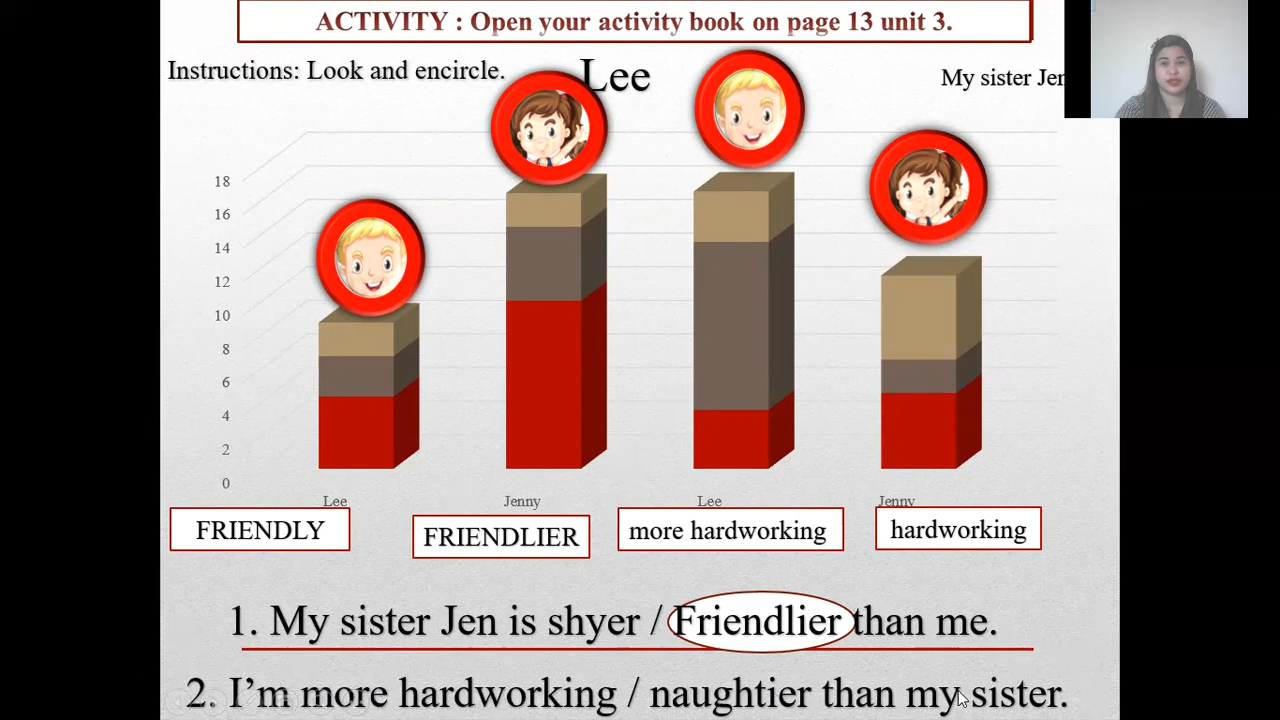 ACTIVITY : Open your activity book on page 13 unit 3.
Instructions: Look and encircle.
Lee
My sister Jen
18
16
14
12
10
8
6
4
2
0
Lee Jenny Lee Jenny
FRIENDLY FRIENDLIER more hardworking hardworking
1. My sister Jen is shyer / Friendlier than me.
2. I’m more hardworking / naughtier than my sister.